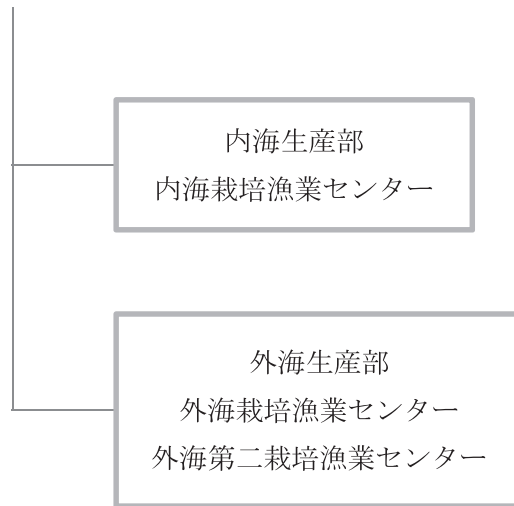 内海生産部
内海栽培漁業センター
外海生産部
外海栽培漁業センター
外海第二栽培漁業センター